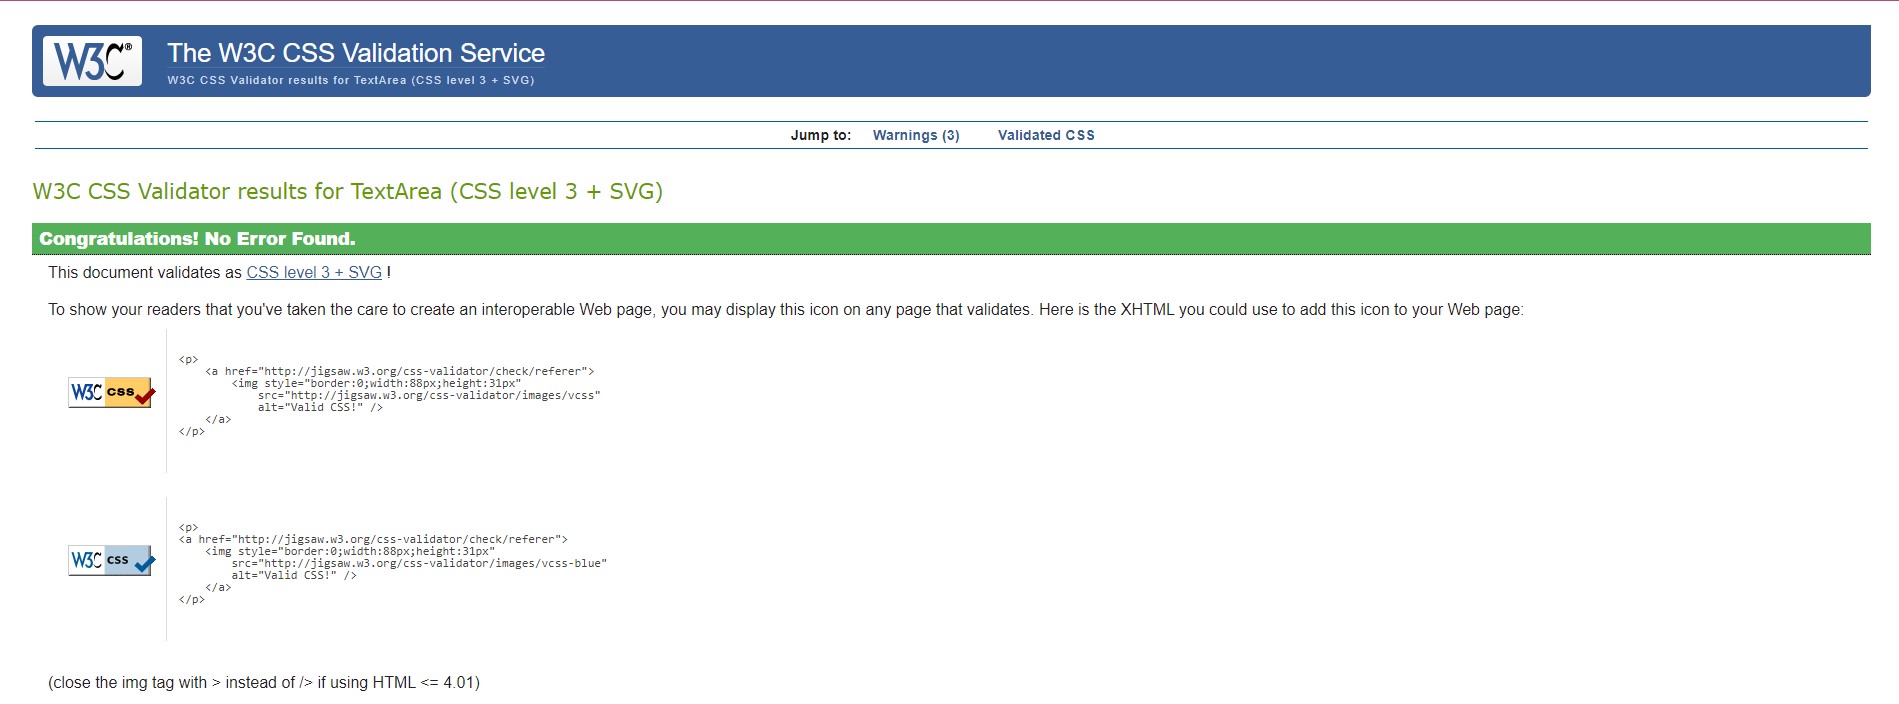 W3C®
The W3C CSS Validation Service
W3C CSS Validator results for TextArea (CSS level 3 + SVG)
Jump to: Warnings (3) Validated CSS
W3C CSS Validator results for TextArea (CSS level 3 + SVG)
Congratulations! No Error Found.
This document validates as CSS level 3 + SVG !
To show your readers that you've taken the care to create an interoperable Web page, you may display this icon on any page that validates. Here is the XHTML you could use to add this icon to your Web page:
W3C css
<p>
    <a href="http://jigsaw.w3.org/css-validator/check/referer">
        <img style="border:0;width:88px;height:31px"
            src="http://jigsaw.w3.org/css-validator/images/vcss"
            alt="Valid CSS!" />
    </a>
</p>
W3C css
<p>
<a href="http://jigsaw.w3.org/css-validator/check/referer">
    <img style="border:0;width:88px;height:31px"
        src="http://jigsaw.w3.org/css-validator/images/vcss-blue"
        alt="Valid CSS!" />
    </a>
</p>
(close the img tag with > instead of /> if using HTML <= 4.01)